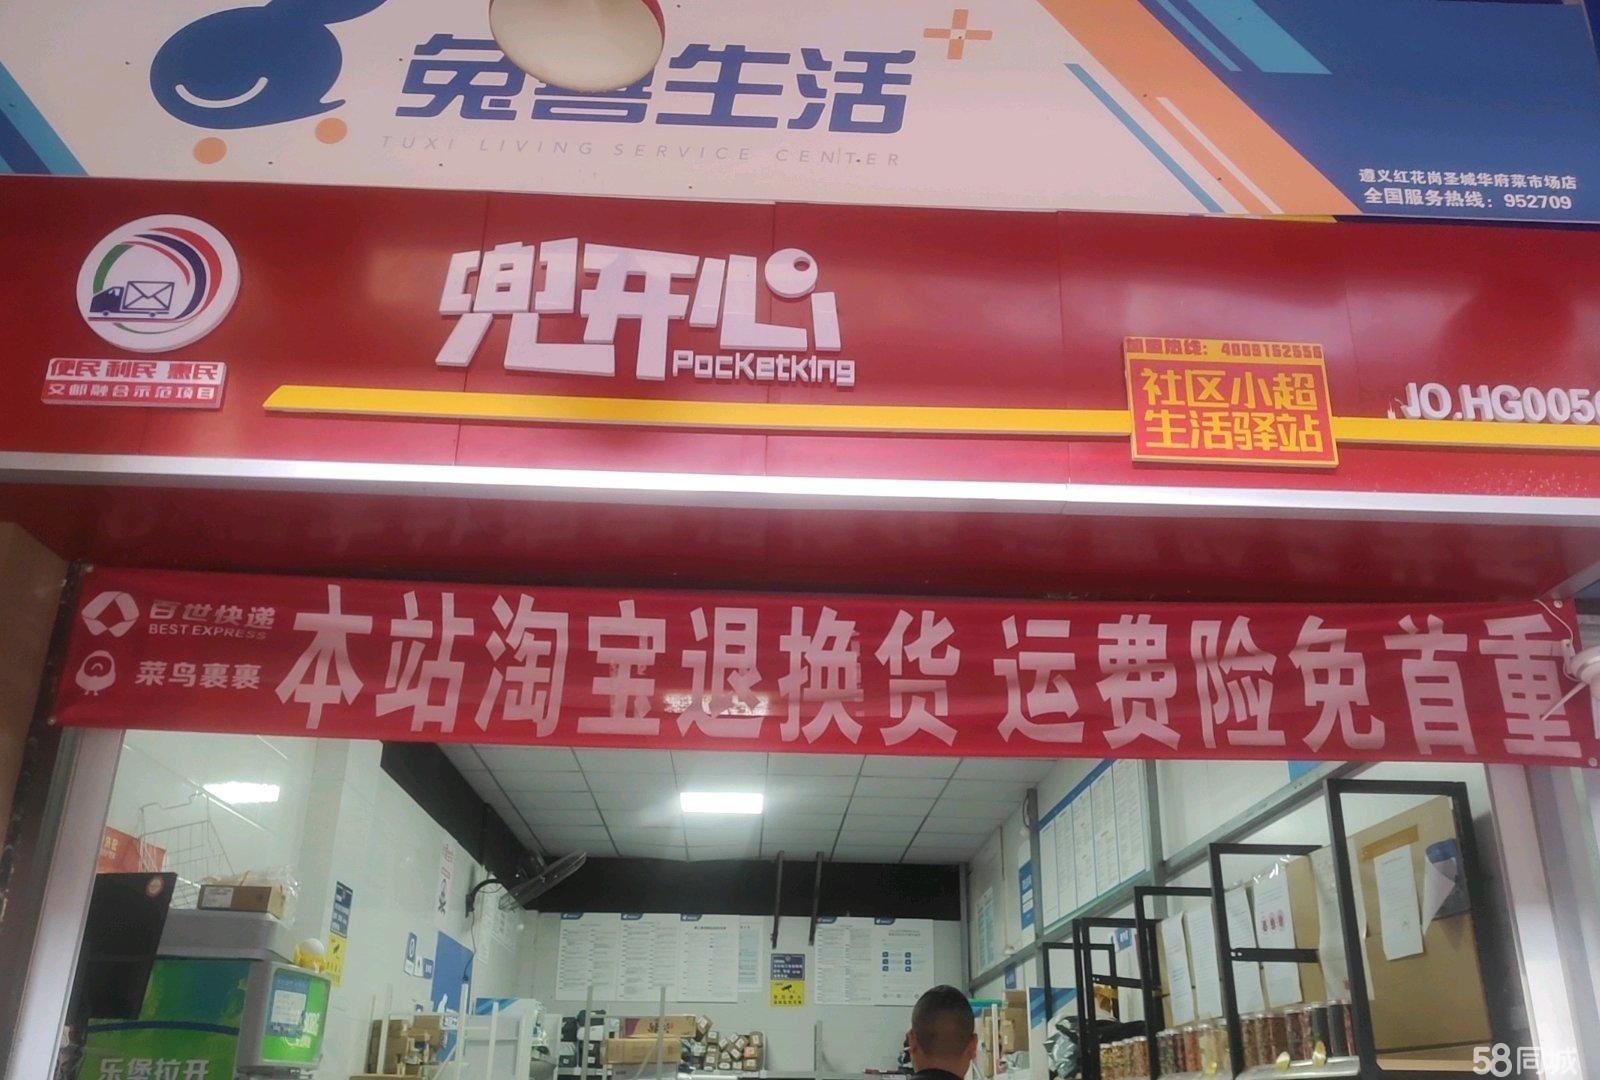 兔喜生活
TUXI LIVING SERVICE CENTER
遵义红花岗圣城华府菜市场店
全国服务热线：952709
兜开心
PocKetKing
便民 利民 惠民
交邮融合示范项目
加盟热线：4009152556
社区小超
生活驿站
NO.HG0056
百世快递
BEST EXPRESS
菜鸟裹裹
本站淘宝退换货 运费险免首重
乐堡拉开
58同城